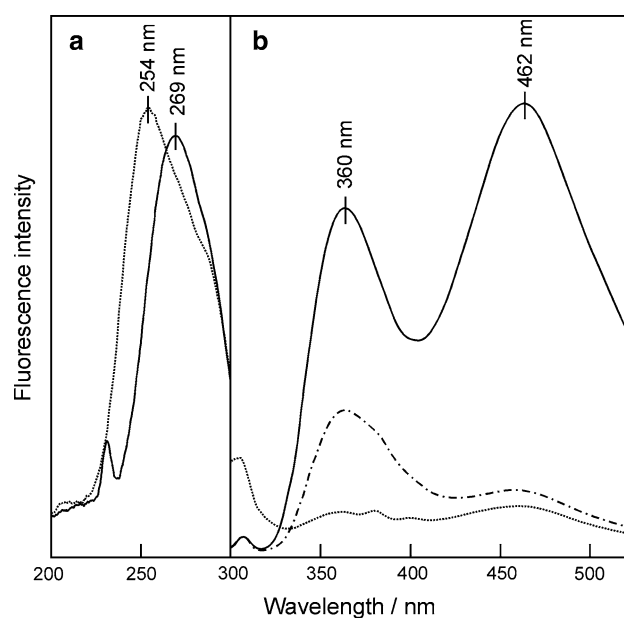 a
b
254 nm
269 nm
360 nm
462 nm
Fluorescence intensity
200
250
300
350
400
450
500
Wavelength / nm